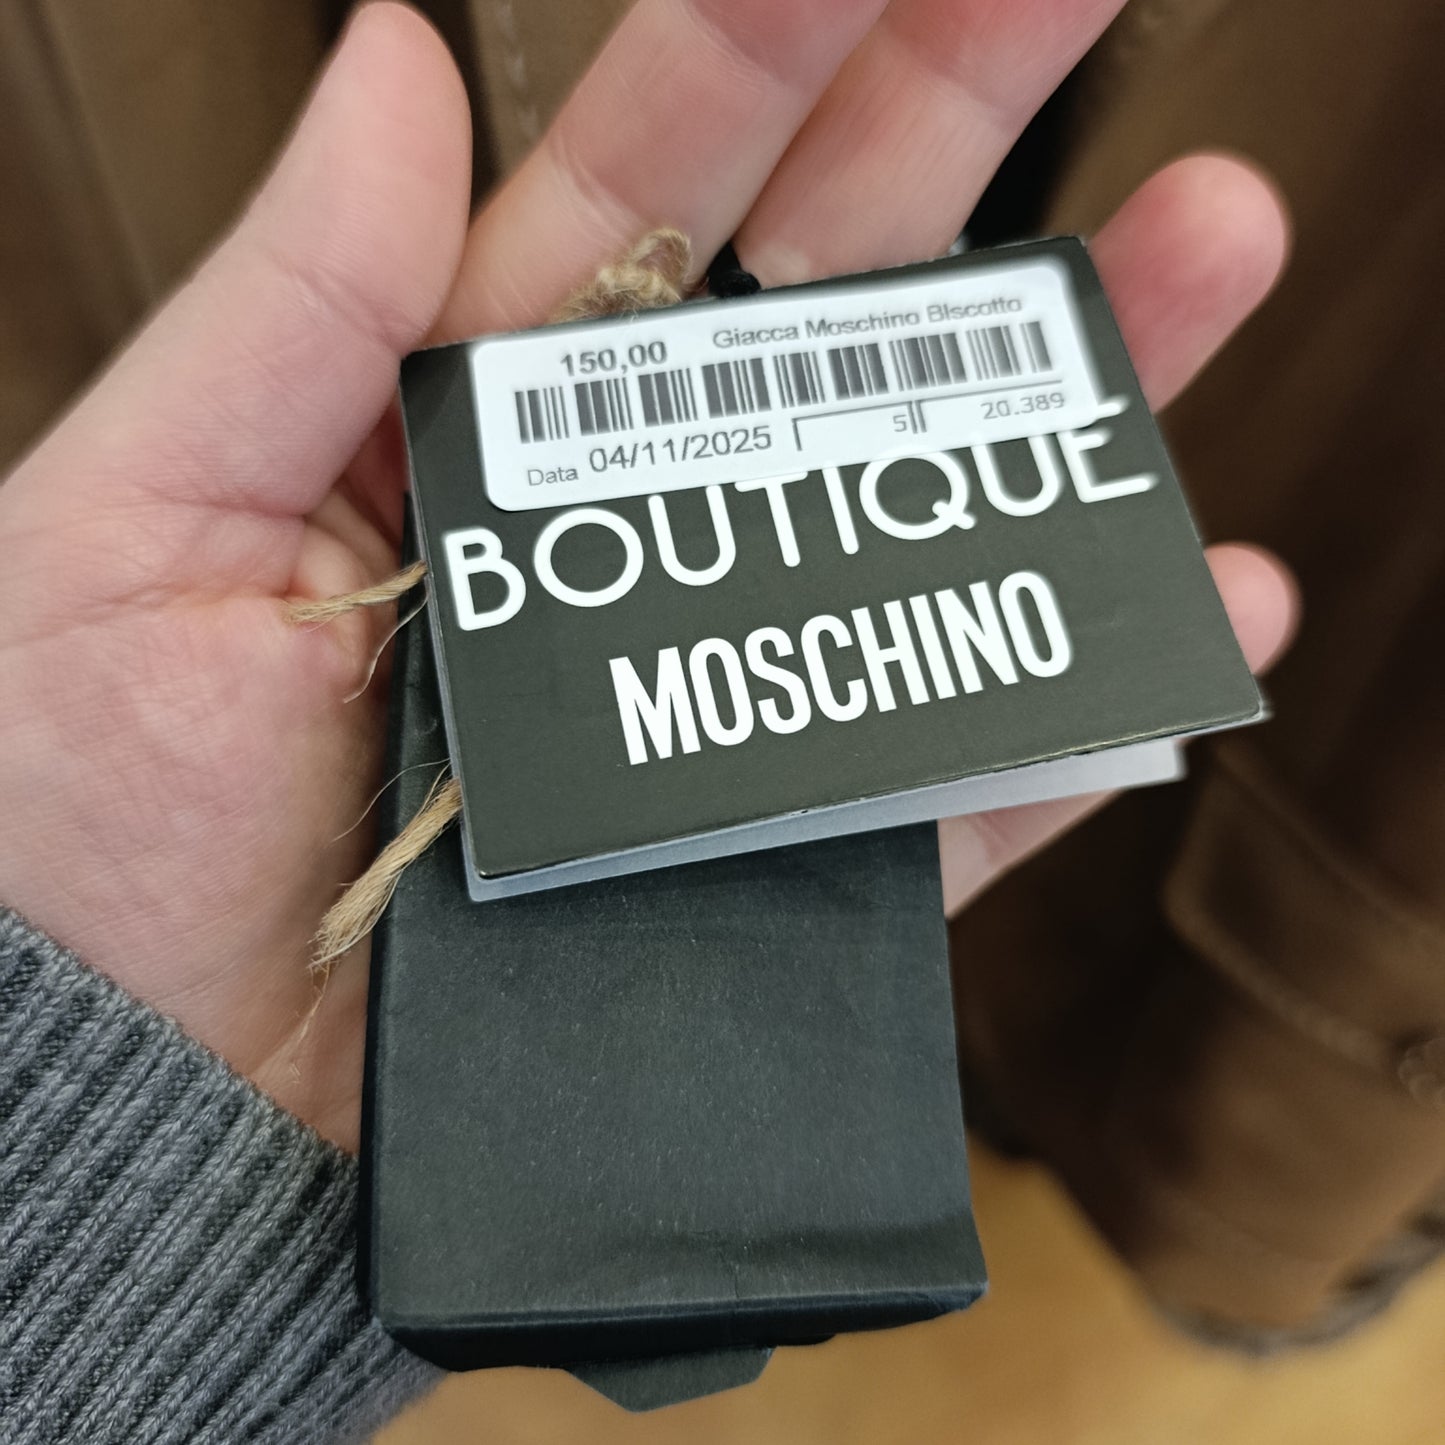 150,00 Giacca Moschino BIscotto
Data 04/11/2025 5 20.389
BOUTIQUE
MOSCHINO